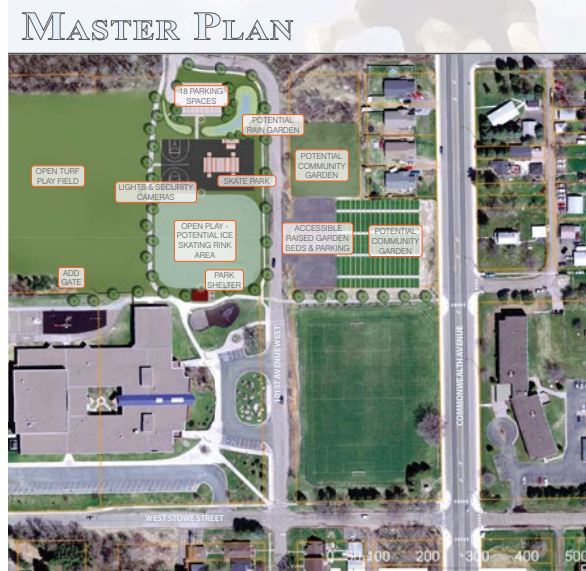 MASTER PLAN
18 PARKING
SPACES
POTENTIAL
RAIN GARDEN
OPEN TURF
PLAY FIELD
POTENTIAL
COMMUNITY
GARDEN
SKATE PARK
LIGHTS & SECURITY
CAMERAS
OPEN PLAY -
POTENTIAL ICE
SKATING RINK
AREA
ACCESSIBLE
RAISED GARDEN
BEDS & PARKING
POTENTIAL
COMMUNITY
GARDEN
ADD
GATE
PARK
SHELTER
101ST AVENUE WEST
COMMONWEALTH AVENUE
WEST STOWE STREET
0 50 100 200 300 400 500